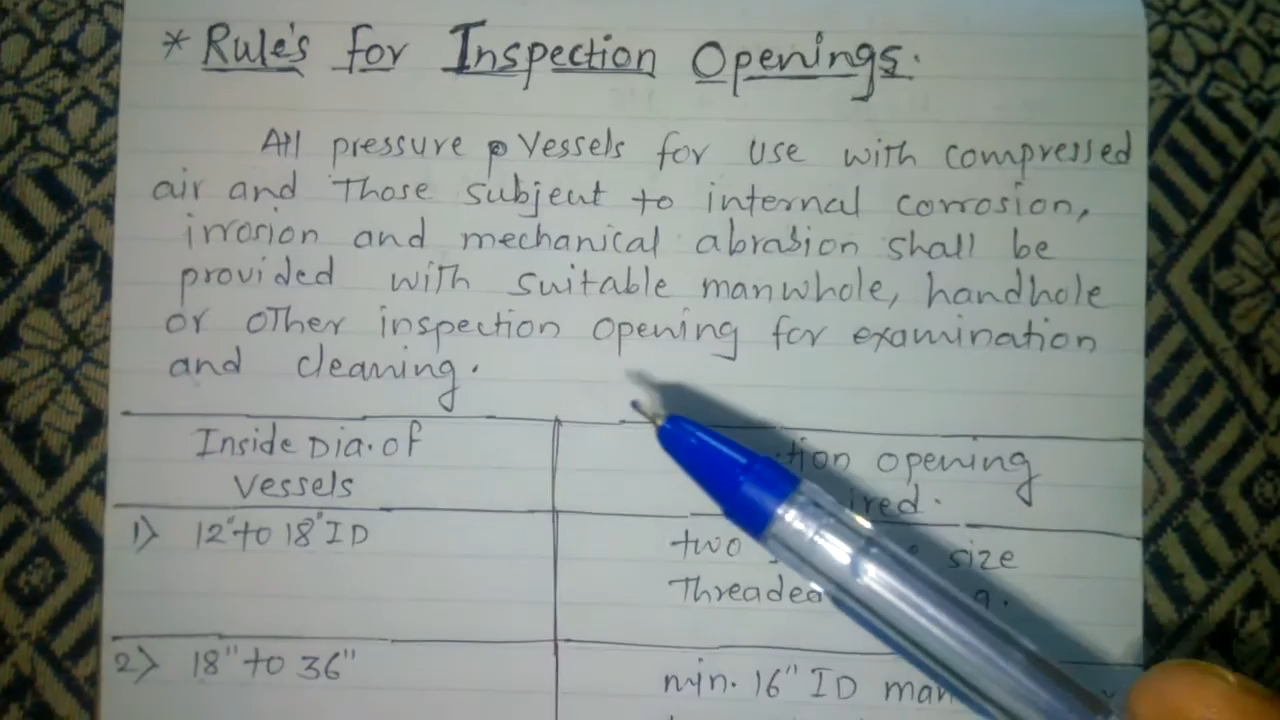 * Rule's for Inspection Openings.
All pressure Vessels for use with compressed
air and Those subject to internal corrosion,
irrosion and mechanical abrasion shall be
provided with suitable manwhole, handhole
or other inspection opening for examination
and cleaning.
Inside Dia. of
Vessels
opening
1) 12" to 18" ID
two size
Threaded
2) 18" to 36"
min. 16" ID